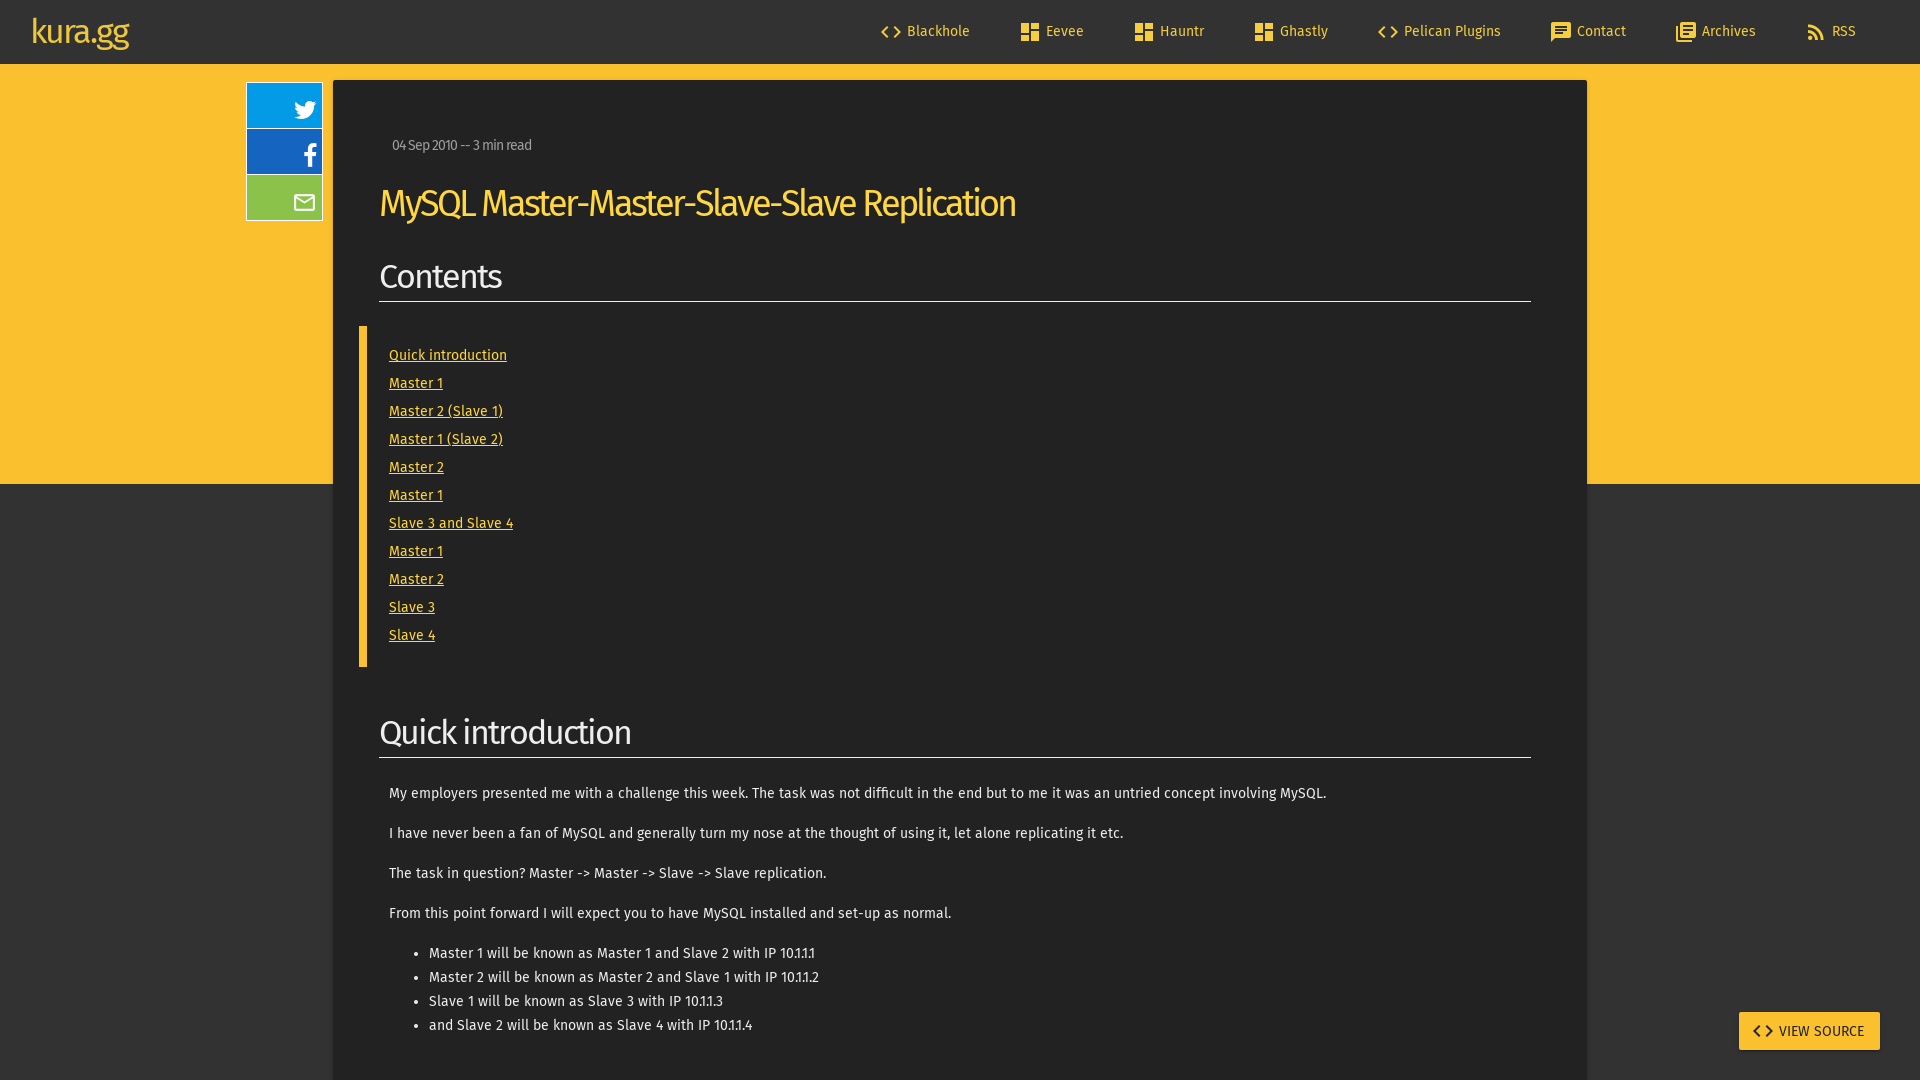 kura.gg
Blackhole
Eevee
Hauntr
Ghastly
Pelican Plugins
Contact
Archives
RSS
04 Sep 2010 -- 3 min read
MySQL Master-Master-Slave-Slave Replication
Contents
Quick introduction
Master 1
Master 2 (Slave 1)
Master 1 (Slave 2)
Master 2
Master 1
Slave 3 and Slave 4
Master 1
Master 2
Slave 3
Slave 4
Quick introduction
My employers presented me with a challenge this week. The task was not difficult in the end but to me it was an untried concept involving MySQL.
I have never been a fan of MySQL and generally turn my nose at the thought of using it, let alone replicating it etc.
The task in question? Master -> Master -> Slave -> Slave replication.
From this point forward I will expect you to have MySQL installed and set-up as normal.
• Master 1 will be known as Master 1 and Slave 2 with IP 10.1.1.1
• Master 2 will be known as Master 2 and Slave 1 with IP 10.1.1.2
• Slave 1 will be known as Slave 3 with IP 10.1.1.3
• and Slave 2 will be known as Slave 4 with IP 10.1.1.4
VIEW SOURCE